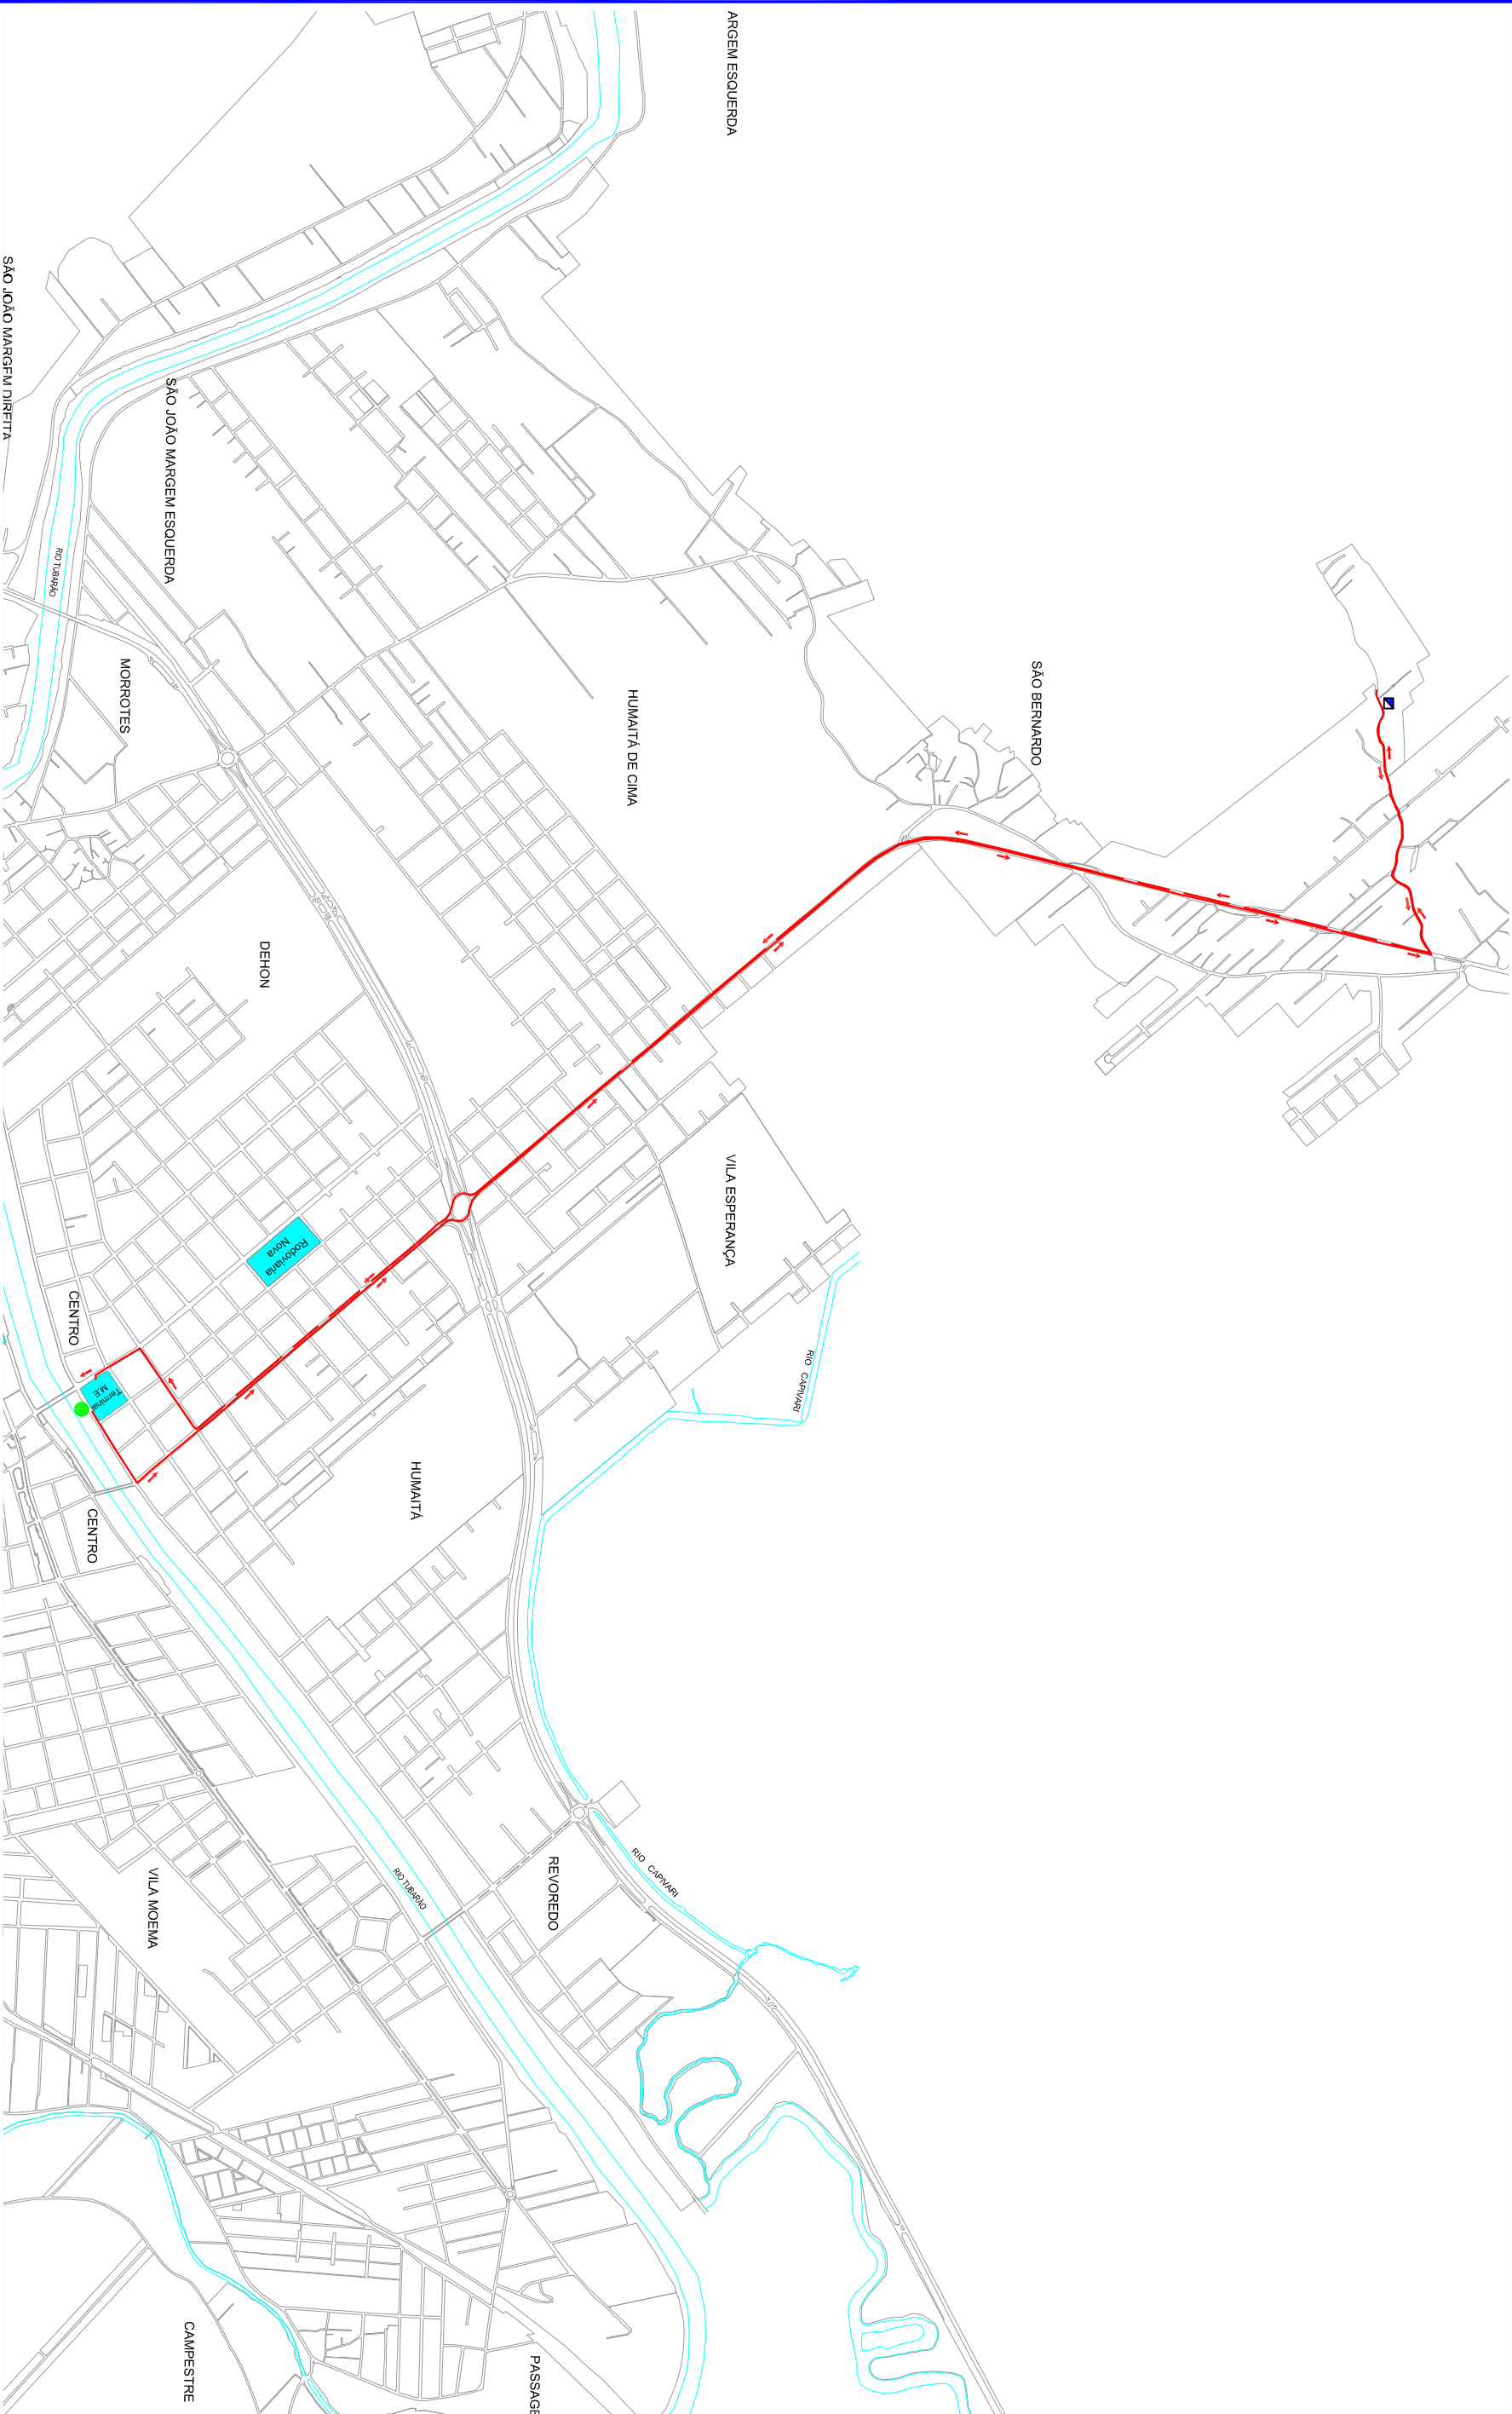 ARGEM ESQUERDA
SÃO JOÃO MARGEM DIREITA
SÃO JOÃO MARGEM ESQUERDA
RIO TUBARÃO
MORROTES
HUMAITÁ DE CIMA
SÃO BERNARDO
DEHON
VILA ESPERANÇA
Rodoviaria
Nova
CENTRO
Terminal
M.E
RIO CAPIVARI
HUMAITÁ
CENTRO
RIO CAPIVARI
REVOREDO
RIO TUBARÃO
VILA MOEMA
CAMPESTRE
PASSAGE